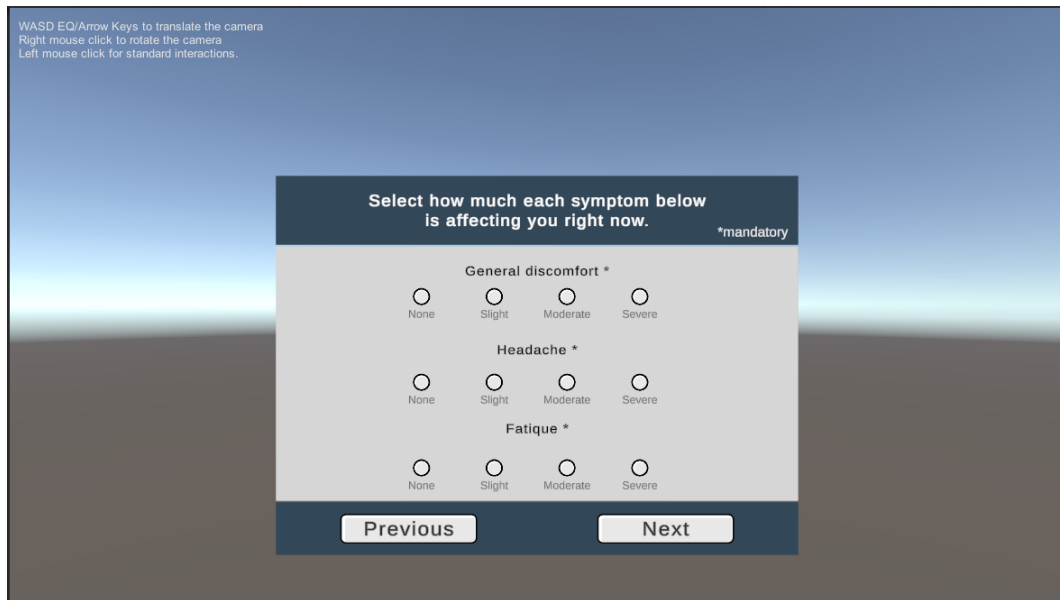 WASD EQ/Arrow Keys to translate the camera
Right mouse click to rotate the camera
Left mouse click for standard interactions.
Select how much each symptom below
is affecting you right now.
*mandatory
General discomfort *
None Slight Moderate Severe
Headache *
None Slight Moderate Severe
Fatique *
None Slight Moderate Severe
Previous Next